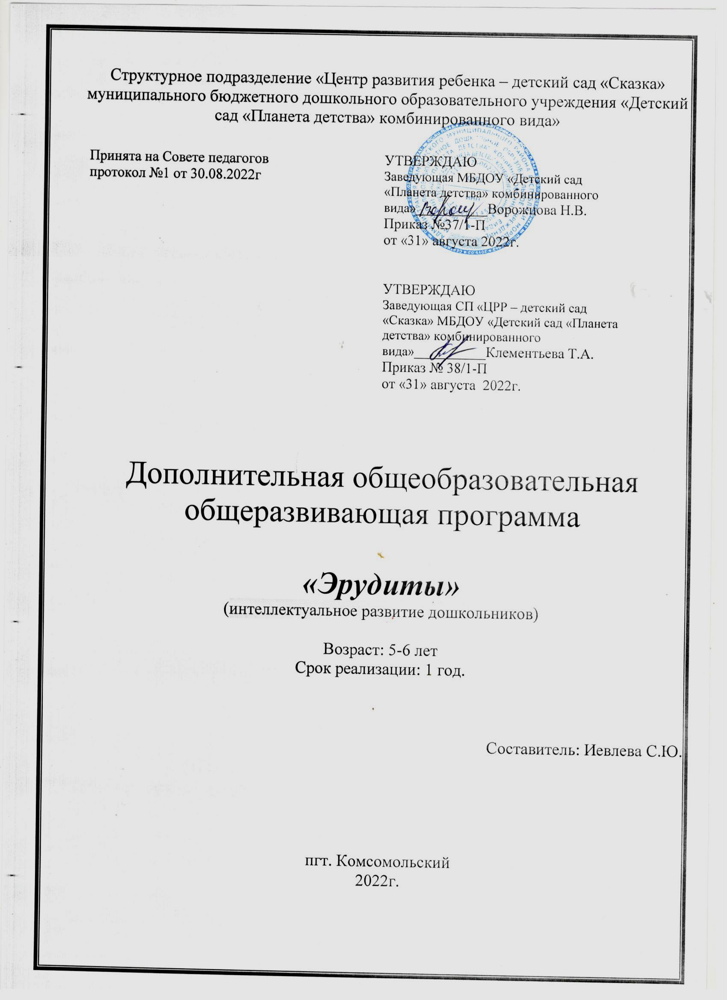 Структурное подразделение «Центр развития ребенка – детский сад «Сказка»
муниципального бюджетного дошкольного образовательного учреждения «Детский
сад «Планета детства» комбинированного вида»
Принята на Совете педагогов
протокол №1 от 30.08.2022г
УТВЕРЖДАЮ
Заведующая МБДОУ «Детский сад
«Планета детства» комбинированного
вида»__________Ворожцова Н.В.
Приказ №37/1-П
от «31» августа 2022г.
УТВЕРЖДАЮ
Заведующая СП «ЦРР – детский сад
«Сказка» МБДОУ «Детский сад «Планета
детства» комбинированного
вида»__________Клементьева Т.А.
Приказ № 38/1-П
от «31» августа 2022г.
Дополнительная общеобразовательная
общеразвивающая программа
«Эрудиты»
(интеллектуальное развитие дошкольников)
Возраст: 5-6 лет
Срок реализации: 1 год.
Составитель: Иевлева С.Ю.
пгт. Комсомольский
2022г.